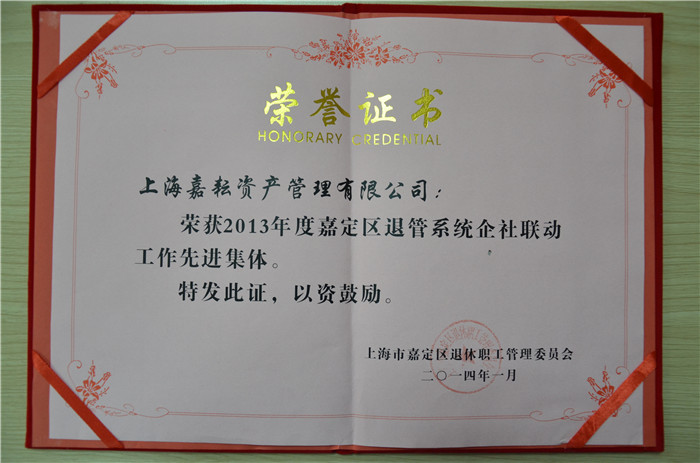 荣誉证书
HONORARY CREDENTIAL
上海嘉耘资产管理有限公司：
荣获2013年度嘉定区退管系统企社联动
工作先进集体。
特发此证，以资鼓励。
上海市嘉定区退休职工管理委员会
二〇一四年一月